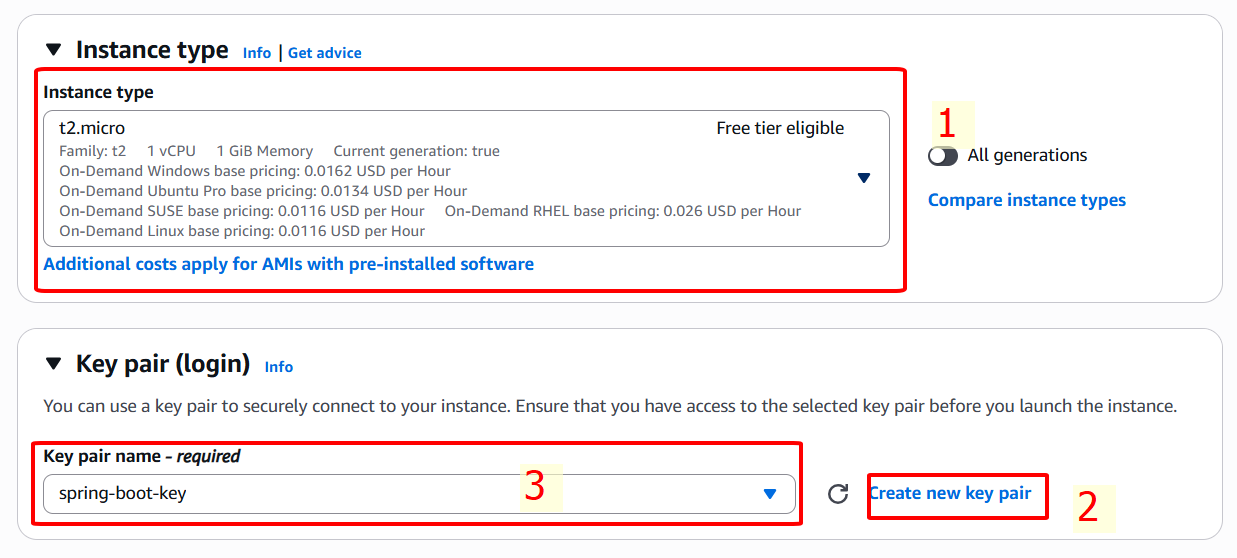 Instance type Info | Get advice
Instance type
t2.micro Free tier eligible
Family: t2 1 vCPU 1 GiB Memory Current generation: true
On-Demand Windows base pricing: 0.0162 USD per Hour
On-Demand Ubuntu Pro base pricing: 0.0134 USD per Hour
On-Demand SUSE base pricing: 0.0116 USD per Hour On-Demand RHEL base pricing: 0.026 USD per Hour
On-Demand Linux base pricing: 0.0116 USD per Hour
Additional costs apply for AMIs with pre-installed software
1
All generations
Compare instance types
Key pair (login) Info
You can use a key pair to securely connect to your instance. Ensure that you have access to the selected key pair before you launch the instance.
Key pair name - required
spring-boot-key
3
Create new key pair
2